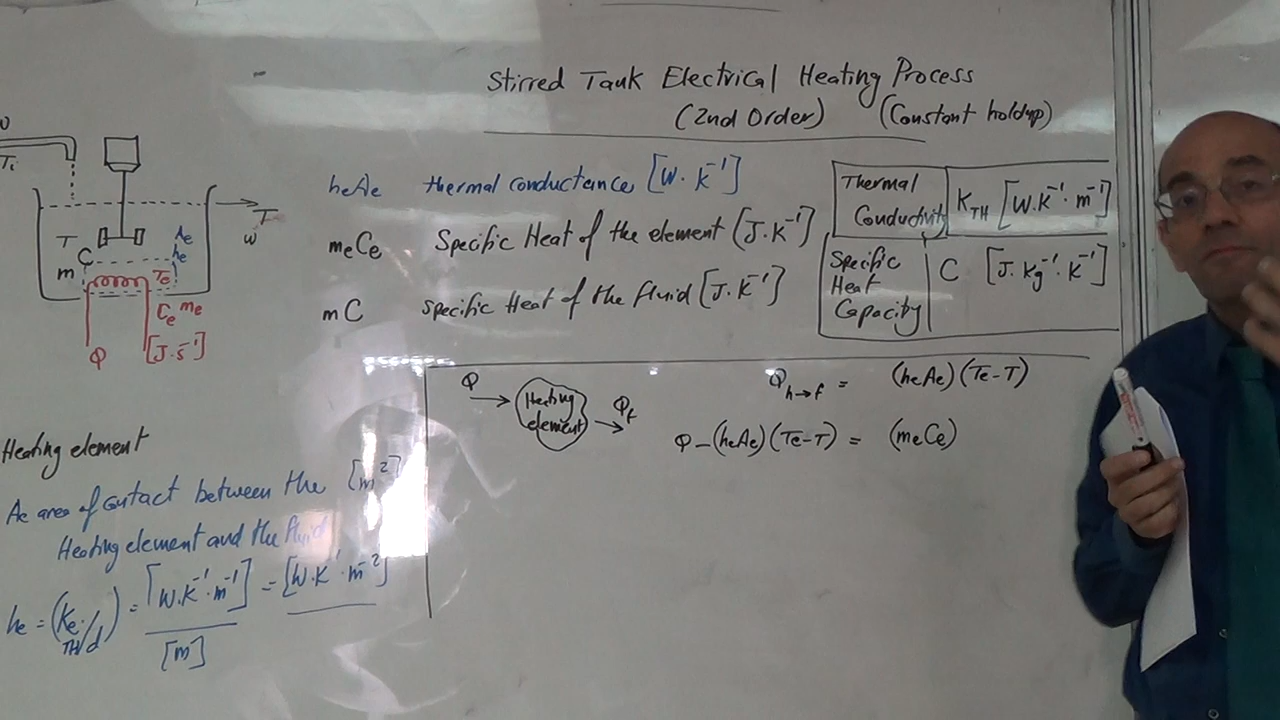 Stirred Tank Electrical Heating Process
(2nd Order) (Constant holdup)
ω
Ti
T
ω
T
C
m
Ae
he
Te
Ce me
Φ [J.s⁻¹]
heAe thermal conductance [W.K⁻¹]
meCe Specific Heat of the element [J.K⁻¹]
mC specific Heat of the fluid [J.K⁻¹]
Thermal Conductivity K_TH [W.K⁻¹.m⁻¹]
Specific Heat Capacity C [J.Kg⁻¹.K⁻¹]
Heating element
Ae area of contact between the [m²]
Heating element and the fluid
he = (Ke_TH/d) = [W.K⁻¹.m⁻¹] / [m] = [W.K⁻¹.m⁻²]
Φ → Heating element → Φf
Φ_h→f = (heAe)(Te-T)
Φ-(heAe)(Te-T) = (meCe)